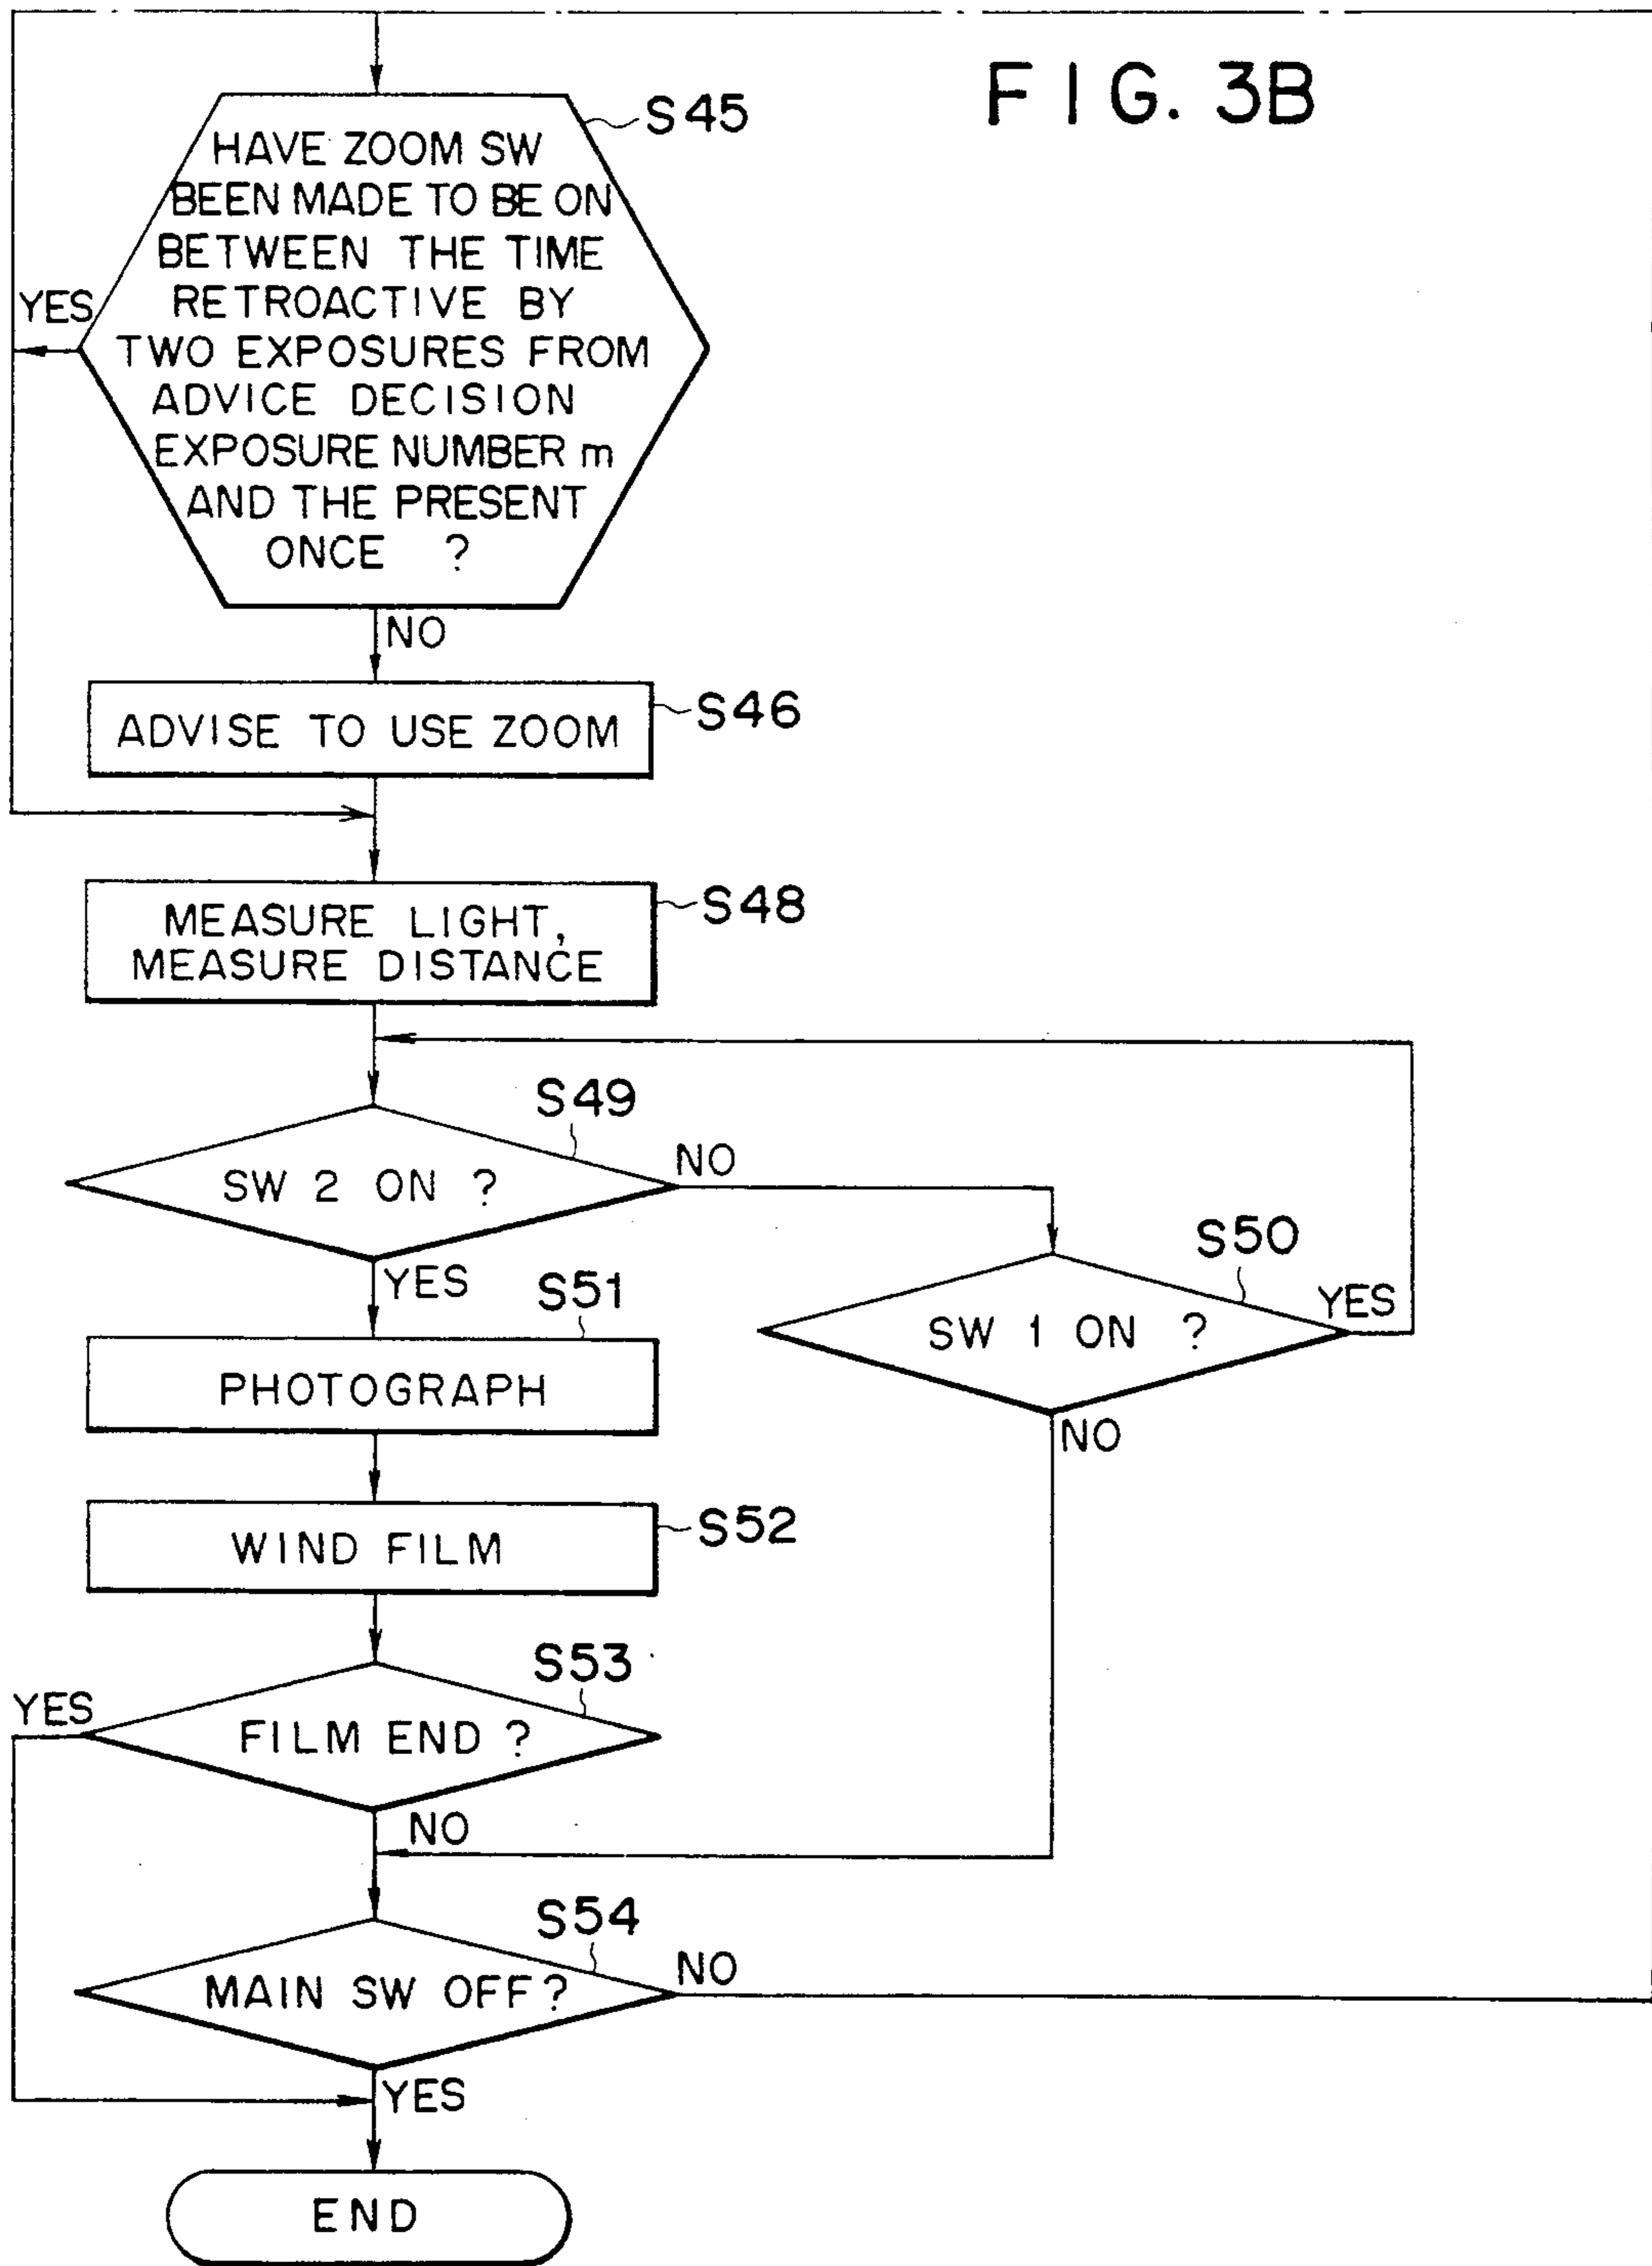 FIG. 3B
S45
HAVE ZOOM SW
BEEN MADE TO BE ON
BETWEEN THE TIME
RETROACTIVE BY
TWO EXPOSURES FROM
ADVICE DECISION
EXPOSURE NUMBER m
AND THE PRESENT
ONCE ?
YES
NO
ADVISE TO USE ZOOM
S46
MEASURE LIGHT,
MEASURE DISTANCE
S48
S49
SW 2 ON ?
NO
YES
S50
SW 1 ON ?
YES
NO
S51
PHOTOGRAPH
WIND FILM
S52
S53
FILM END ?
YES
NO
S54
MAIN SW OFF?
NO
YES
END